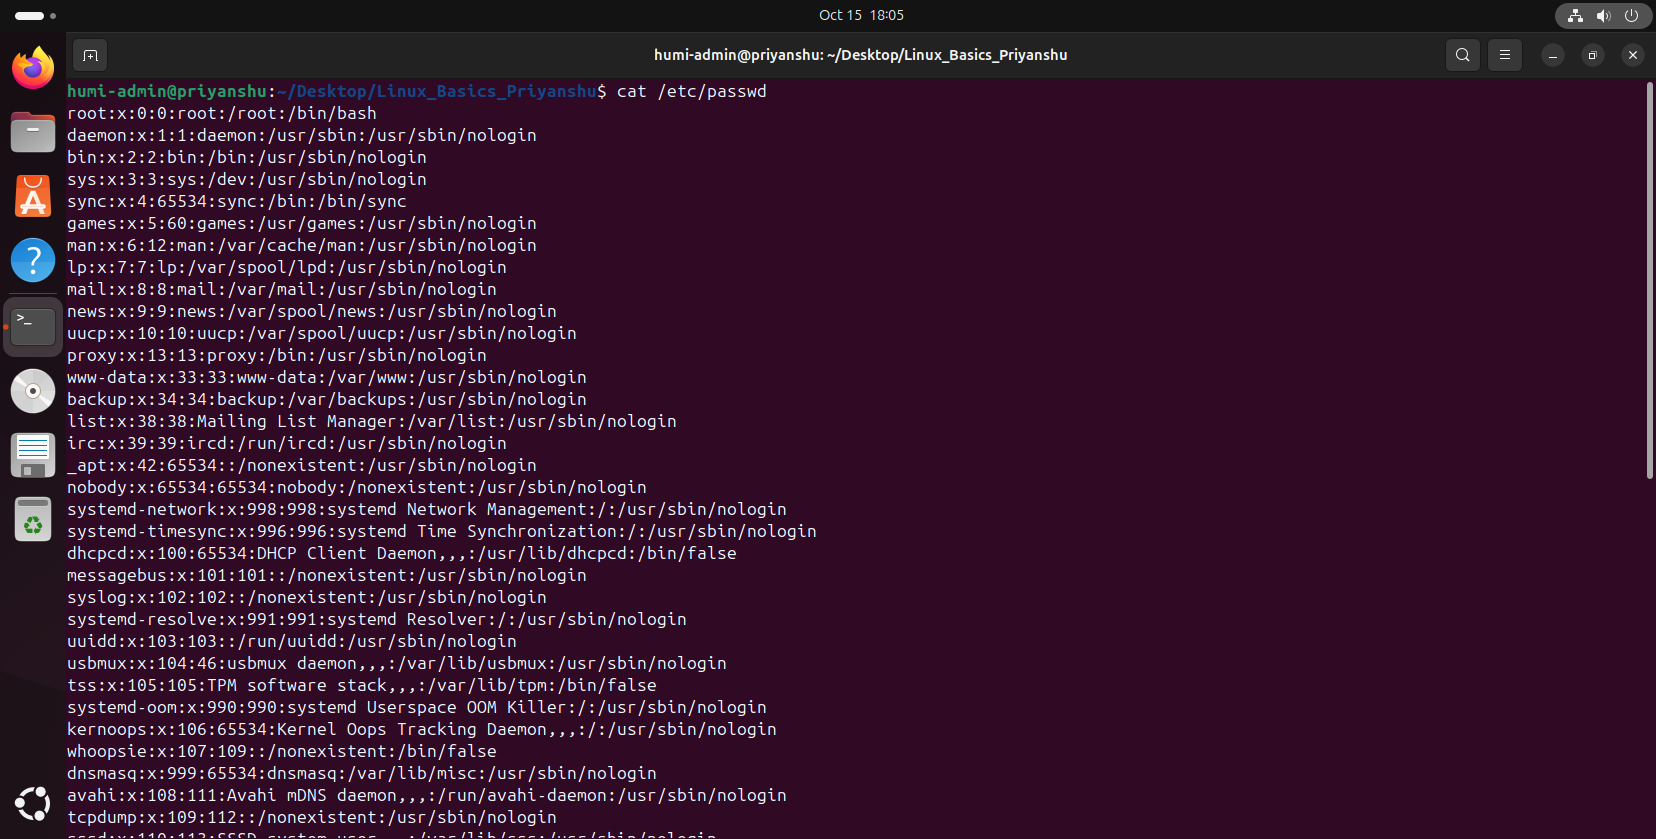 Oct 15 18:05
humi-admin@priyanshu: ~/Desktop/Linux_Basics_Priyanshu
humi-admin@priyanshu:~/Desktop/Linux_Basics_Priyanshu$ cat /etc/passwd
root:x:0:0:root:/root:/bin/bash
daemon:x:1:1:daemon:/usr/sbin:/usr/sbin/nologin
bin:x:2:2:bin:/bin:/usr/sbin/nologin
sys:x:3:3:sys:/dev:/usr/sbin/nologin
sync:x:4:65534:sync:/bin:/bin/sync
games:x:5:60:games:/usr/games:/usr/sbin/nologin
man:x:6:12:man:/var/cache/man:/usr/sbin/nologin
lp:x:7:7:lp:/var/spool/lpd:/usr/sbin/nologin
mail:x:8:8:mail:/var/mail:/usr/sbin/nologin
news:x:9:9:news:/var/spool/news:/usr/sbin/nologin
uucp:x:10:10:uucp:/var/spool/uucp:/usr/sbin/nologin
proxy:x:13:13:proxy:/bin:/usr/sbin/nologin
www-data:x:33:33:www-data:/var/www:/usr/sbin/nologin
backup:x:34:34:backup:/var/backups:/usr/sbin/nologin
list:x:38:38:Mailing List Manager:/var/list:/usr/sbin/nologin
irc:x:39:39:ircd:/run/ircd:/usr/sbin/nologin
_apt:x:42:65534::/nonexistent:/usr/sbin/nologin
nobody:x:65534:65534:nobody:/nonexistent:/usr/sbin/nologin
systemd-network:x:998:998:systemd Network Management:/:/usr/sbin/nologin
systemd-timesync:x:996:996:systemd Time Synchronization:/:/usr/sbin/nologin
dhcpcd:x:100:65534:DHCP Client Daemon,,,:/usr/lib/dhcpcd:/bin/false
messagebus:x:101:101::/nonexistent:/usr/sbin/nologin
syslog:x:102:102::/nonexistent:/usr/sbin/nologin
systemd-resolve:x:991:991:systemd Resolver:/:/usr/sbin/nologin
uuidd:x:103:103::/run/uuidd:/usr/sbin/nologin
usbmux:x:104:46:usbmux daemon,,,:/var/lib/usbmux:/usr/sbin/nologin
tss:x:105:105:TPM software stack,,,:/var/lib/tpm:/bin/false
systemd-oom:x:990:990:systemd Userspace OOM Killer:/:/usr/sbin/nologin
kernoops:x:106:65534:Kernel Oops Tracking Daemon,,,:/:/usr/sbin/nologin
whoopsie:x:107:109::/nonexistent:/bin/false
dnsmasq:x:999:65534:dnsmasq:/var/lib/misc:/usr/sbin/nologin
avahi:x:108:111:Avahi mDNS daemon,,,:/run/avahi-daemon:/usr/sbin/nologin
tcpdump:x:109:112::/nonexistent:/usr/sbin/nologin